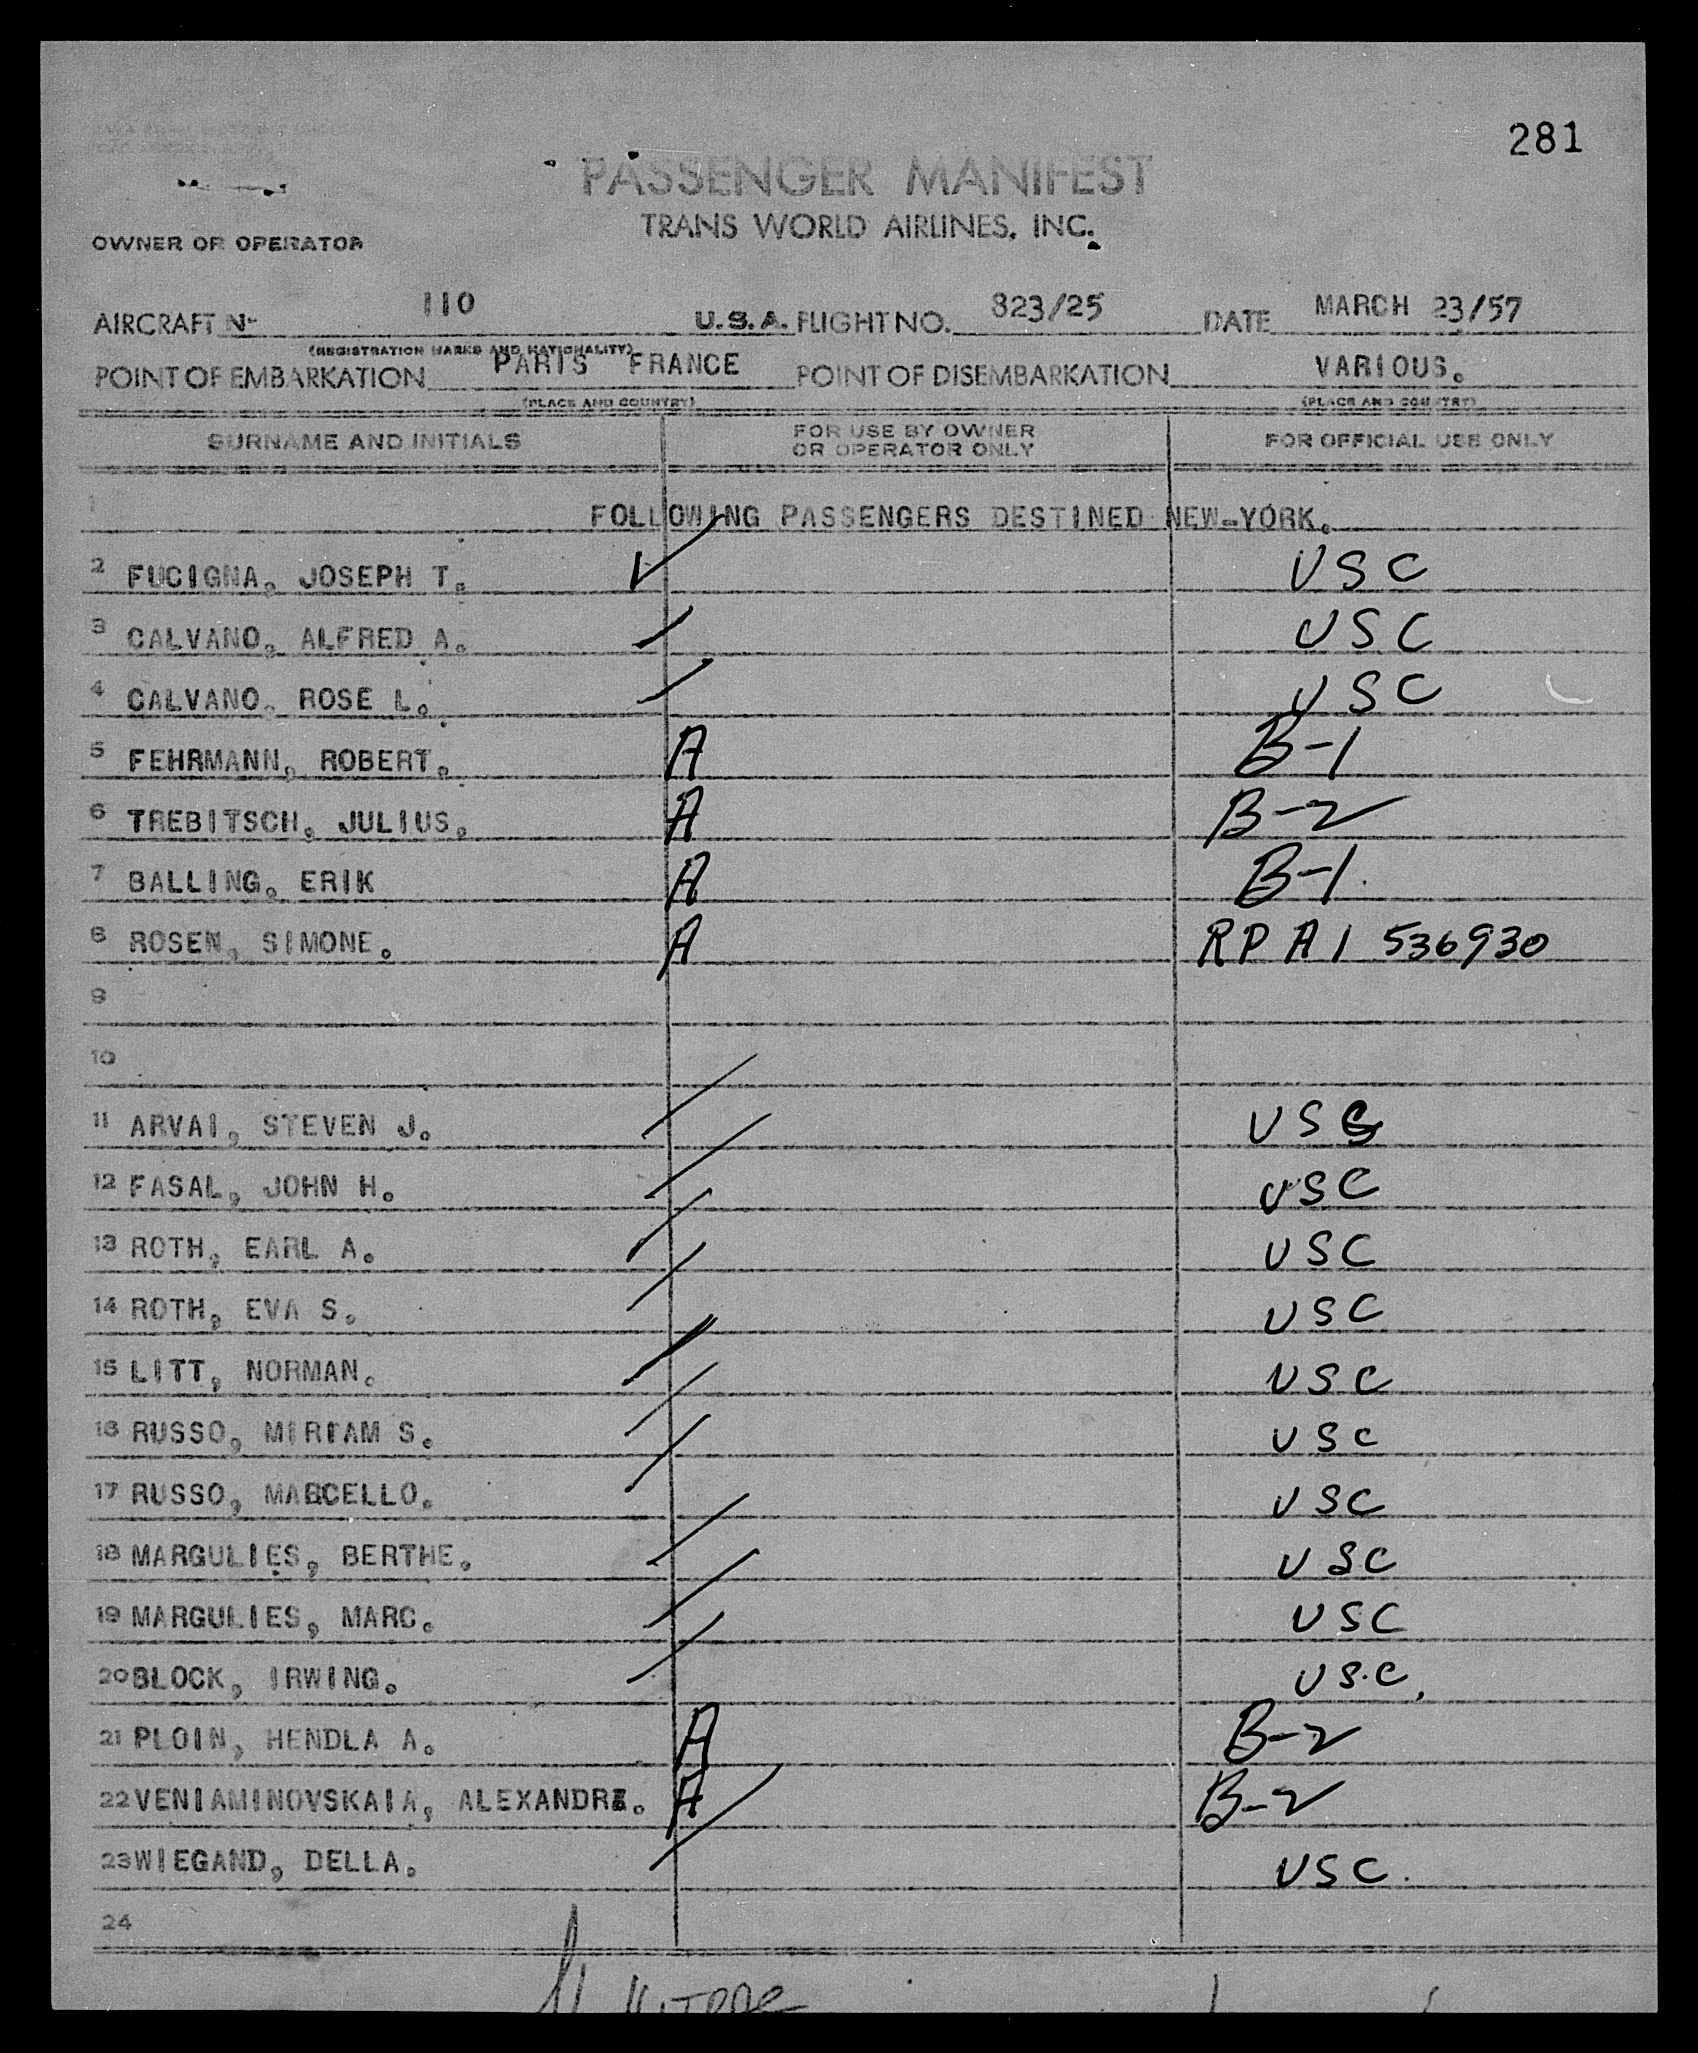 281
PASSENGER MANIFEST
TRANS WORLD AIRLINES, INC.
OWNER OR OPERATOR
AIRCRAFT N- 110 U.S.A. FLIGHT NO. 823/25 DATE MARCH 23/57
(REGISTRATION MARKS AND NATIONALITY)
POINT OF EMBARKATION PARIS FRANCE POINT OF DISEMBARKATION VARIOUS.
(PLACE AND COUNTRY) (PLACE AND COUNTRY)
SURNAME AND INITIALS FOR USE BY OWNER OR OPERATOR ONLY FOR OFFICIAL USE ONLY
1 FOLLOWING PASSENGERS DESTINED NEW-YORK.
2 FUCIGNA, JOSEPH T. USC
3 CALVANO, ALFRED A. USC
4 CALVANO, ROSE L. USC
5 FEHRMANN, ROBERT. A B-1
6 TREBITSCH, JULIUS. A B-2
7 BALLING, ERIK A B-1
8 ROSEN, SIMONE. A RP A1 536930
9
10
11 ARVAI, STEVEN J. USC
12 FASAL, JOHN H. USC
13 ROTH, EARL A. USC
14 ROTH, EVA S. USC
15 LITT, NORMAN. USC
16 RUSSO, MIRIAM S. USC
17 RUSSO, MARCELLO. USC
18 MARGULIES, BERTHE. USC
19 MARGULIES, MARC. USC
20 BLOCK, IRWING. USC.
21 PLOIN, HENDLA A. A B-2
22 VENIAMINOVSKAIA, ALEXANDRE. A B-2
23 WIEGAND, DELLA. USC.
24